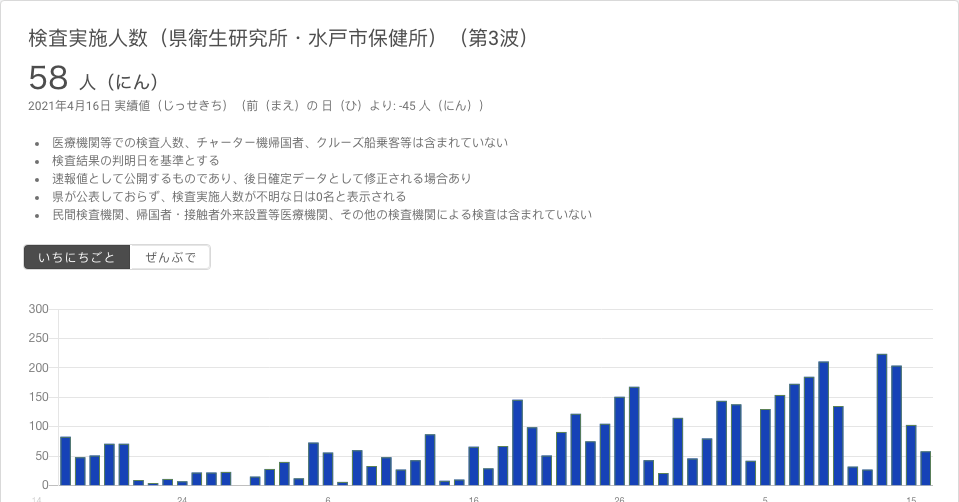 検査実施人数（県衛生研究所・水戸市保健所）（第3波）
58 人（にん）
2021年4月16日 実績値（じっせきち）（前（まえ）の 日（ひ）より: -45 人（にん））
• 医療機関等での検査人数、チャーター機帰国者、クルーズ船乗客等は含まれていない
• 検査結果の判明日を基準とする
• 速報値として公開するものであり、後日確定データとして修正される場合あり
• 県が公表しておらず、検査実施人数が不明な日は0名と表示される
• 民間検査機関、帰国者・接触者外来設置等医療機関、その他の検査機関による検査は含まれていない
いちにちごと ぜんぶで
300
250
200
150
100
50
0
14 24 6 16 26 5 15